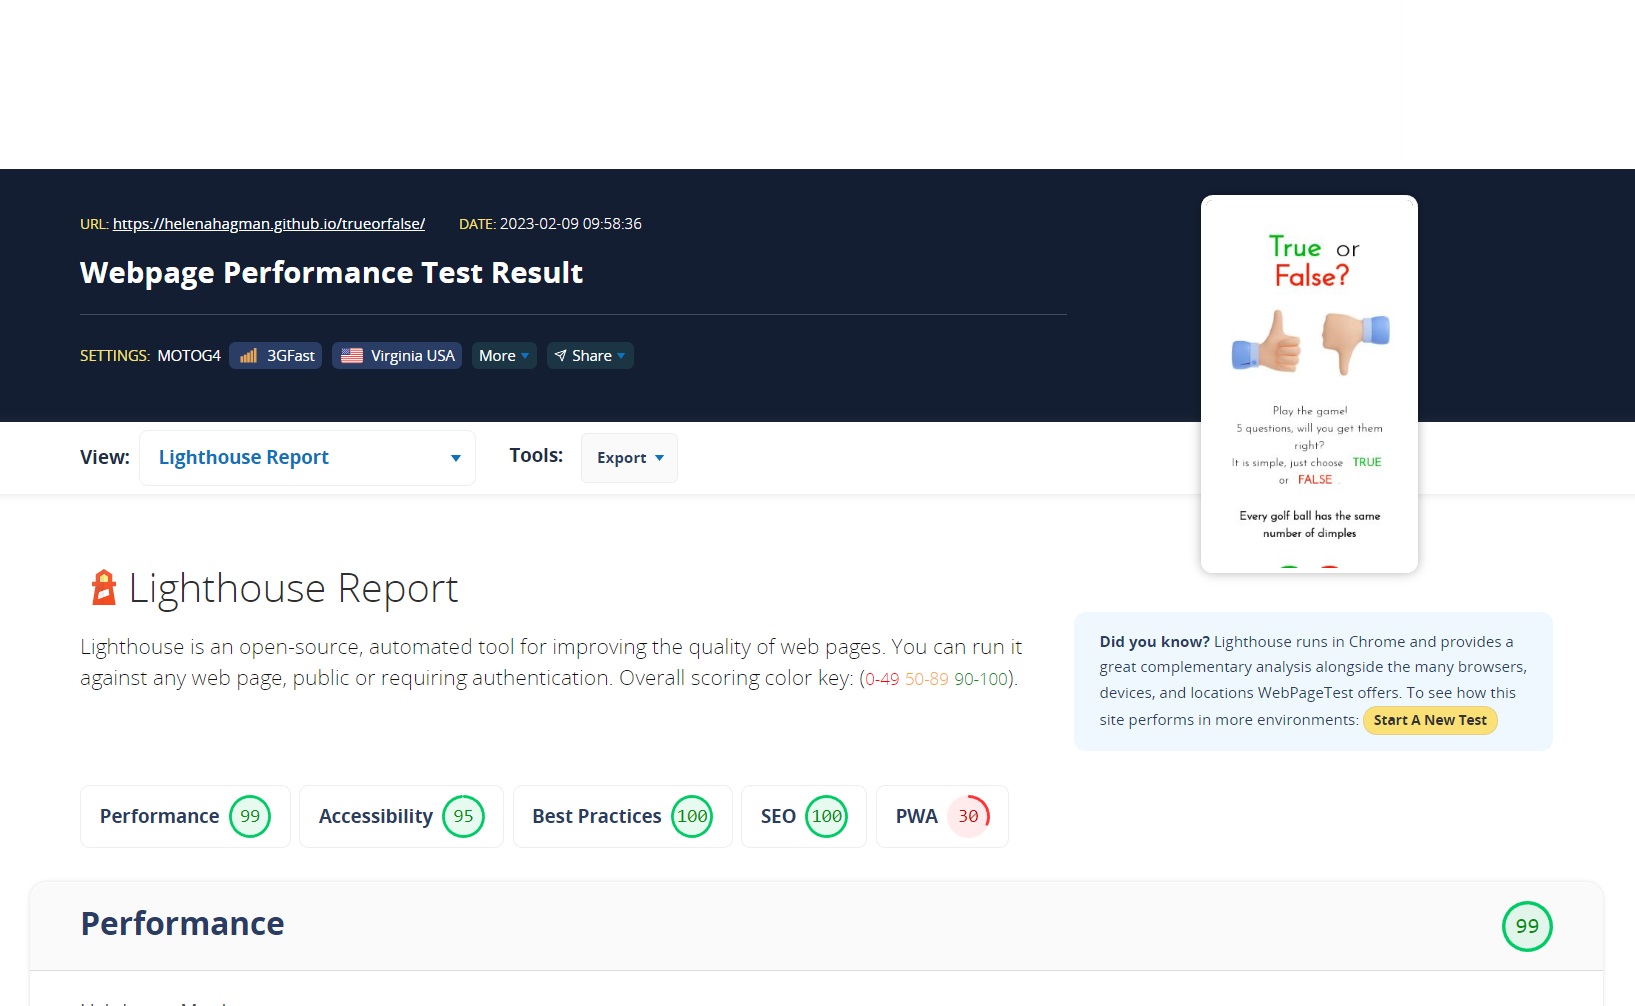 URL: https://helenahagman.github.io/trueorfalse/ DATE: 2023-02-09 09:58:36
Webpage Performance Test Result
SETTINGS: MOTOG4 3GFast Virginia USA More Share
True or
False?
Play the game!
5 questions, will you get them
right?
It is simple, just choose TRUE
or FALSE .
Every golf ball has the same
number of dimples
View: Lighthouse Report Tools: Export
Lighthouse Report
Lighthouse is an open-source, automated tool for improving the quality of web pages. You can run it
against any web page, public or requiring authentication. Overall scoring color key: (0-49 50-89 90-100).
Did you know? Lighthouse runs in Chrome and provides a
great complementary analysis alongside the many browsers,
devices, and locations WebPageTest offers. To see how this
site performs in more environments: Start A New Test
Performance 99 Accessibility 95 Best Practices 100 SEO 100 PWA 30
Performance 99